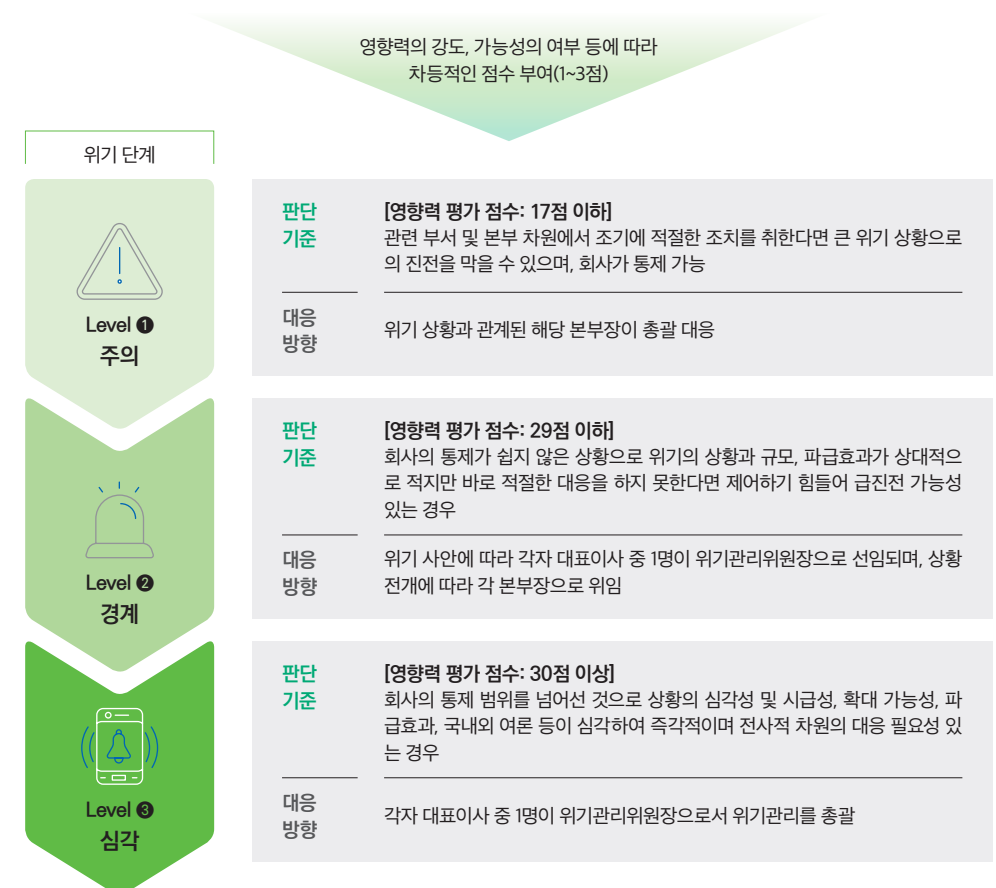 영향력의 강도, 가능성의 여부 등에 따라
차등적인 점수 부여(1~3점)
위기 단계
Level ❶
주의
판단
기준
[영향력 평가 점수: 17점 이하]
관련 부서 및 본부 차원에서 조기에 적절한 조치를 취한다면 큰 위기 상황으로
의 진전을 막을 수 있으며, 회사가 통제 가능
대응
방향
위기 상황과 관계된 해당 본부장이 총괄 대응
Level ❷
경계
판단
기준
[영향력 평가 점수: 29점 이하]
회사의 통제가 쉽지 않은 상황으로 위기의 상황과 규모, 파급효과가 상대적으
로 적지만 바로 적절한 대응을 하지 못한다면 제어하기 힘들어 급진전 가능성
있는 경우
대응
방향
위기 사안에 따라 각자 대표이사 중 1명이 위기관리위원장으로 선임되며, 상황
전개에 따라 각 본부장으로 위임
Level ❸
심각
판단
기준
[영향력 평가 점수: 30점 이상]
회사의 통제 범위를 넘어선 것으로 상황의 심각성 및 시급성, 확대 가능성, 파
급효과, 국내외 여론 등이 심각하여 즉각적이며 전사적 차원의 대응 필요성 있
는 경우
대응
방향
각자 대표이사 중 1명이 위기관리위원장으로서 위기관리를 총괄